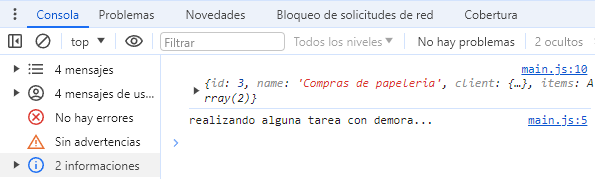 Consola Problemas Novedades Bloqueo de solicitudes de red Cobertura
top Filtrar Todos los niveles No hay problemas 2 ocultos
4 mensajes
4 mensajes de us...
No hay errores
Sin advertencias
2 informaciones
main.js:10
{id: 3, name: 'Compras de papeleria', client: {…}, items: A
rray(2)}
realizando alguna tarea con demora... main.js:5